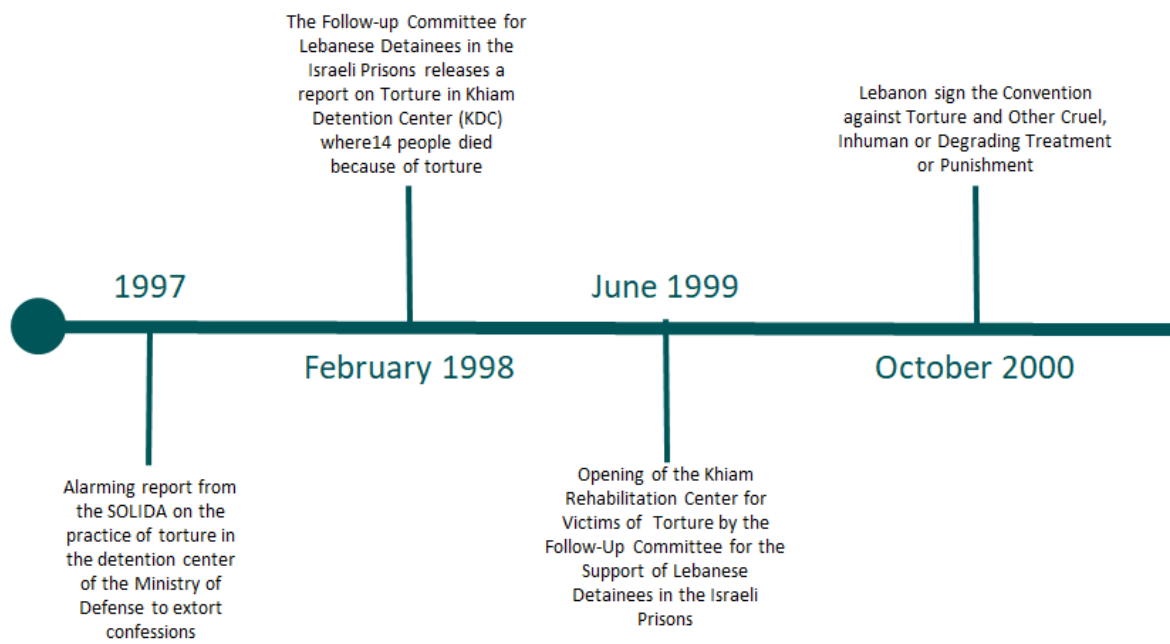 1997
Alarming report from
the SOLIDA on the
practice of torture in
the detention center
of the Ministry of
Defense to extort
confessions
The Follow-up Committee for
Lebanese Detainees in the
Israeli Prisons releases a
report on Torture in Khiam
Detention Center (KDC)
where14 people died
because of torture
February 1998
June 1999
Opening of the Khiam
Rehabilitation Center for
Victims of Torture by the
Follow-Up Committee for the
Support of Lebanese
Detainees in the Israeli
Prisons
Lebanon sign the Convention
against Torture and Other Cruel,
Inhuman or Degrading Treatment
or Punishment
October 2000